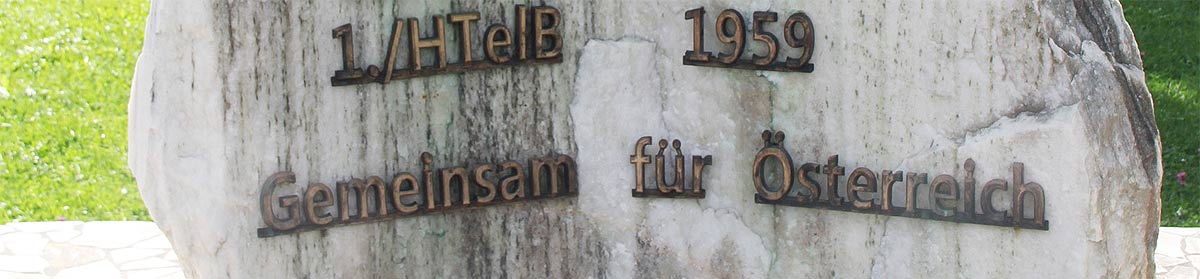 1./HTelB 1959
Gemeinsam für Österreich